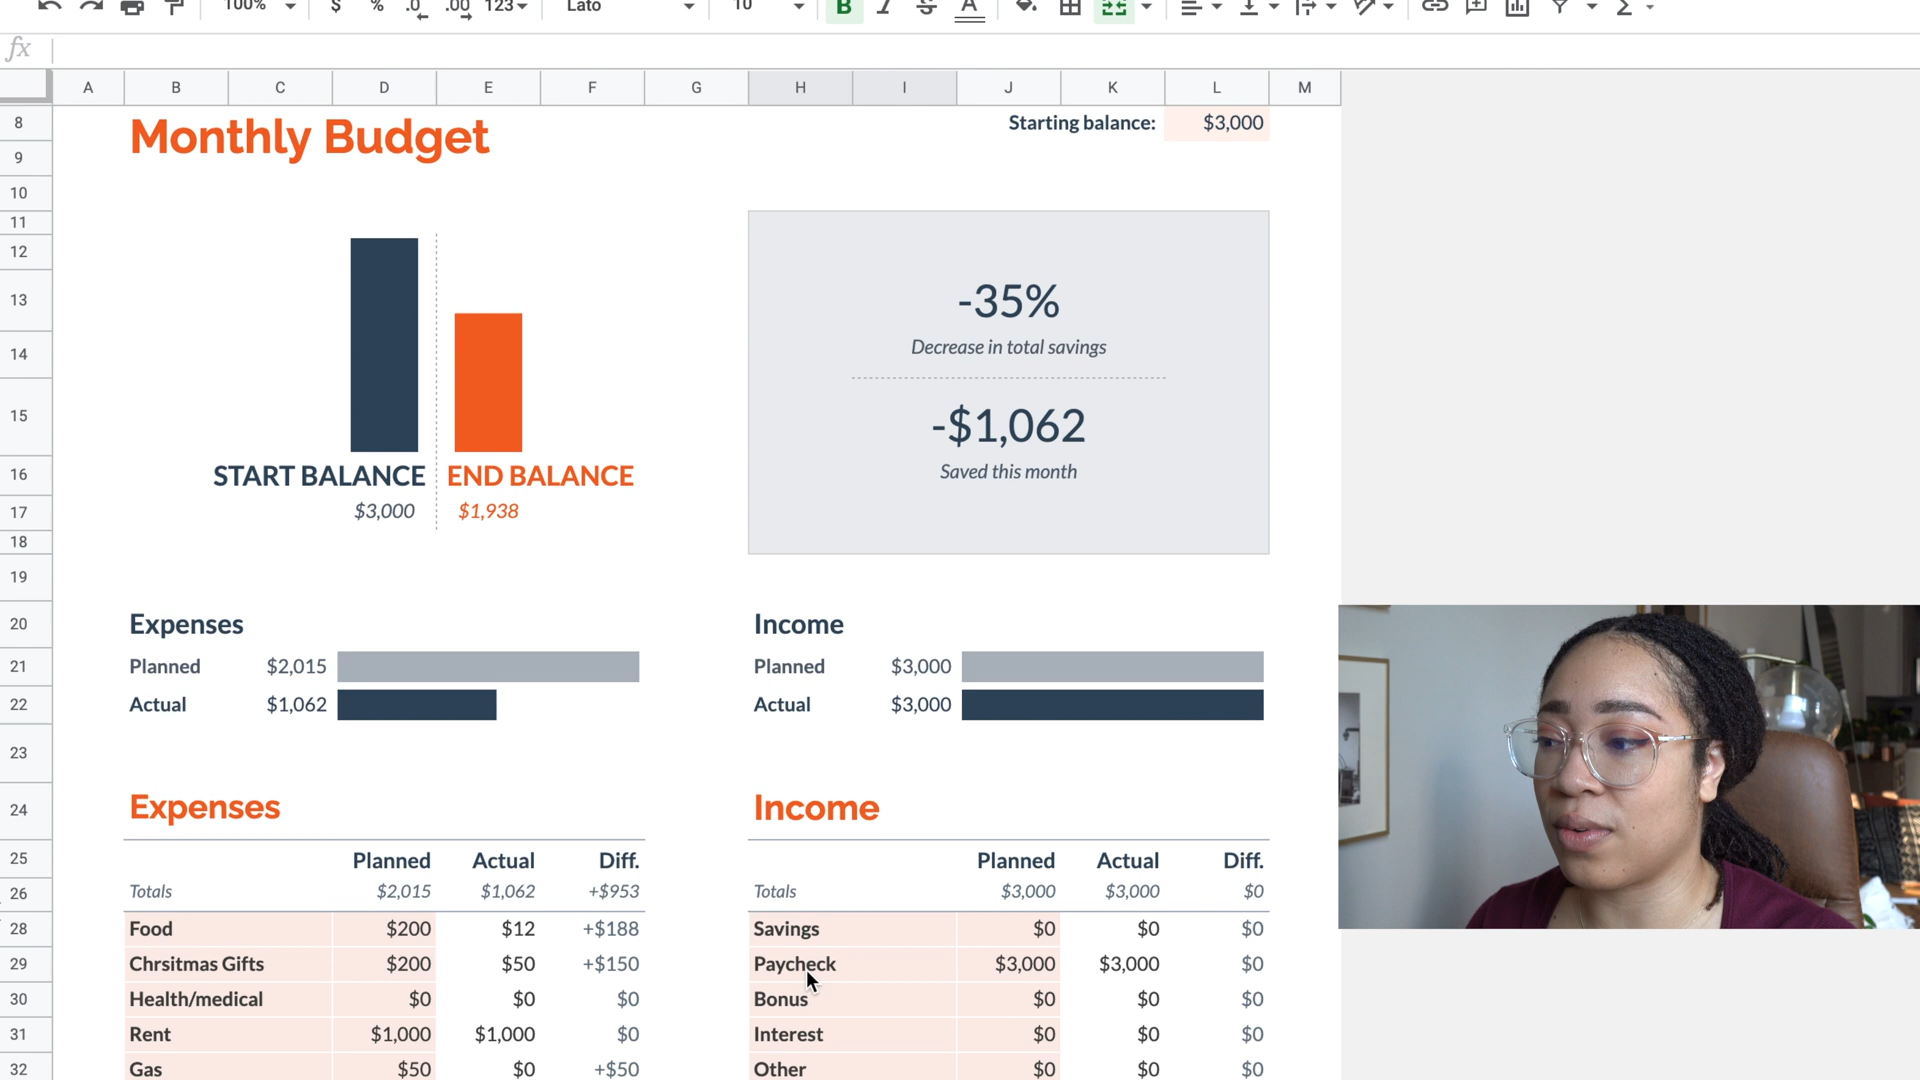 100% $ % .0 .00 123 Lato 10 B I S A Σ
fx
A B C D E F G H I J K L M
8 Monthly Budget Starting balance: $3,000
9
10
11
12
13 -35%
14 Decrease in total savings
15 -$1,062
16 START BALANCE END BALANCE Saved this month
17 $3,000 $1,938
18
19
20 Expenses Income
21 Planned $2,015 Planned $3,000
22 Actual $1,062 Actual $3,000
23
24 Expenses Income
25 Planned Actual Diff. Planned Actual Diff.
26 Totals $2,015 $1,062 +$953 Totals $3,000 $3,000 $0
28 Food $200 $12 +$188 Savings $0 $0 $0
29 Chrsitmas Gifts $200 $50 +$150 Paycheck $3,000 $3,000 $0
30 Health/medical $0 $0 $0 Bonus $0 $0 $0
31 Rent $1,000 $1,000 $0 Interest $0 $0 $0
32 Gas $50 $0 +$50 Other $0 $0 $0